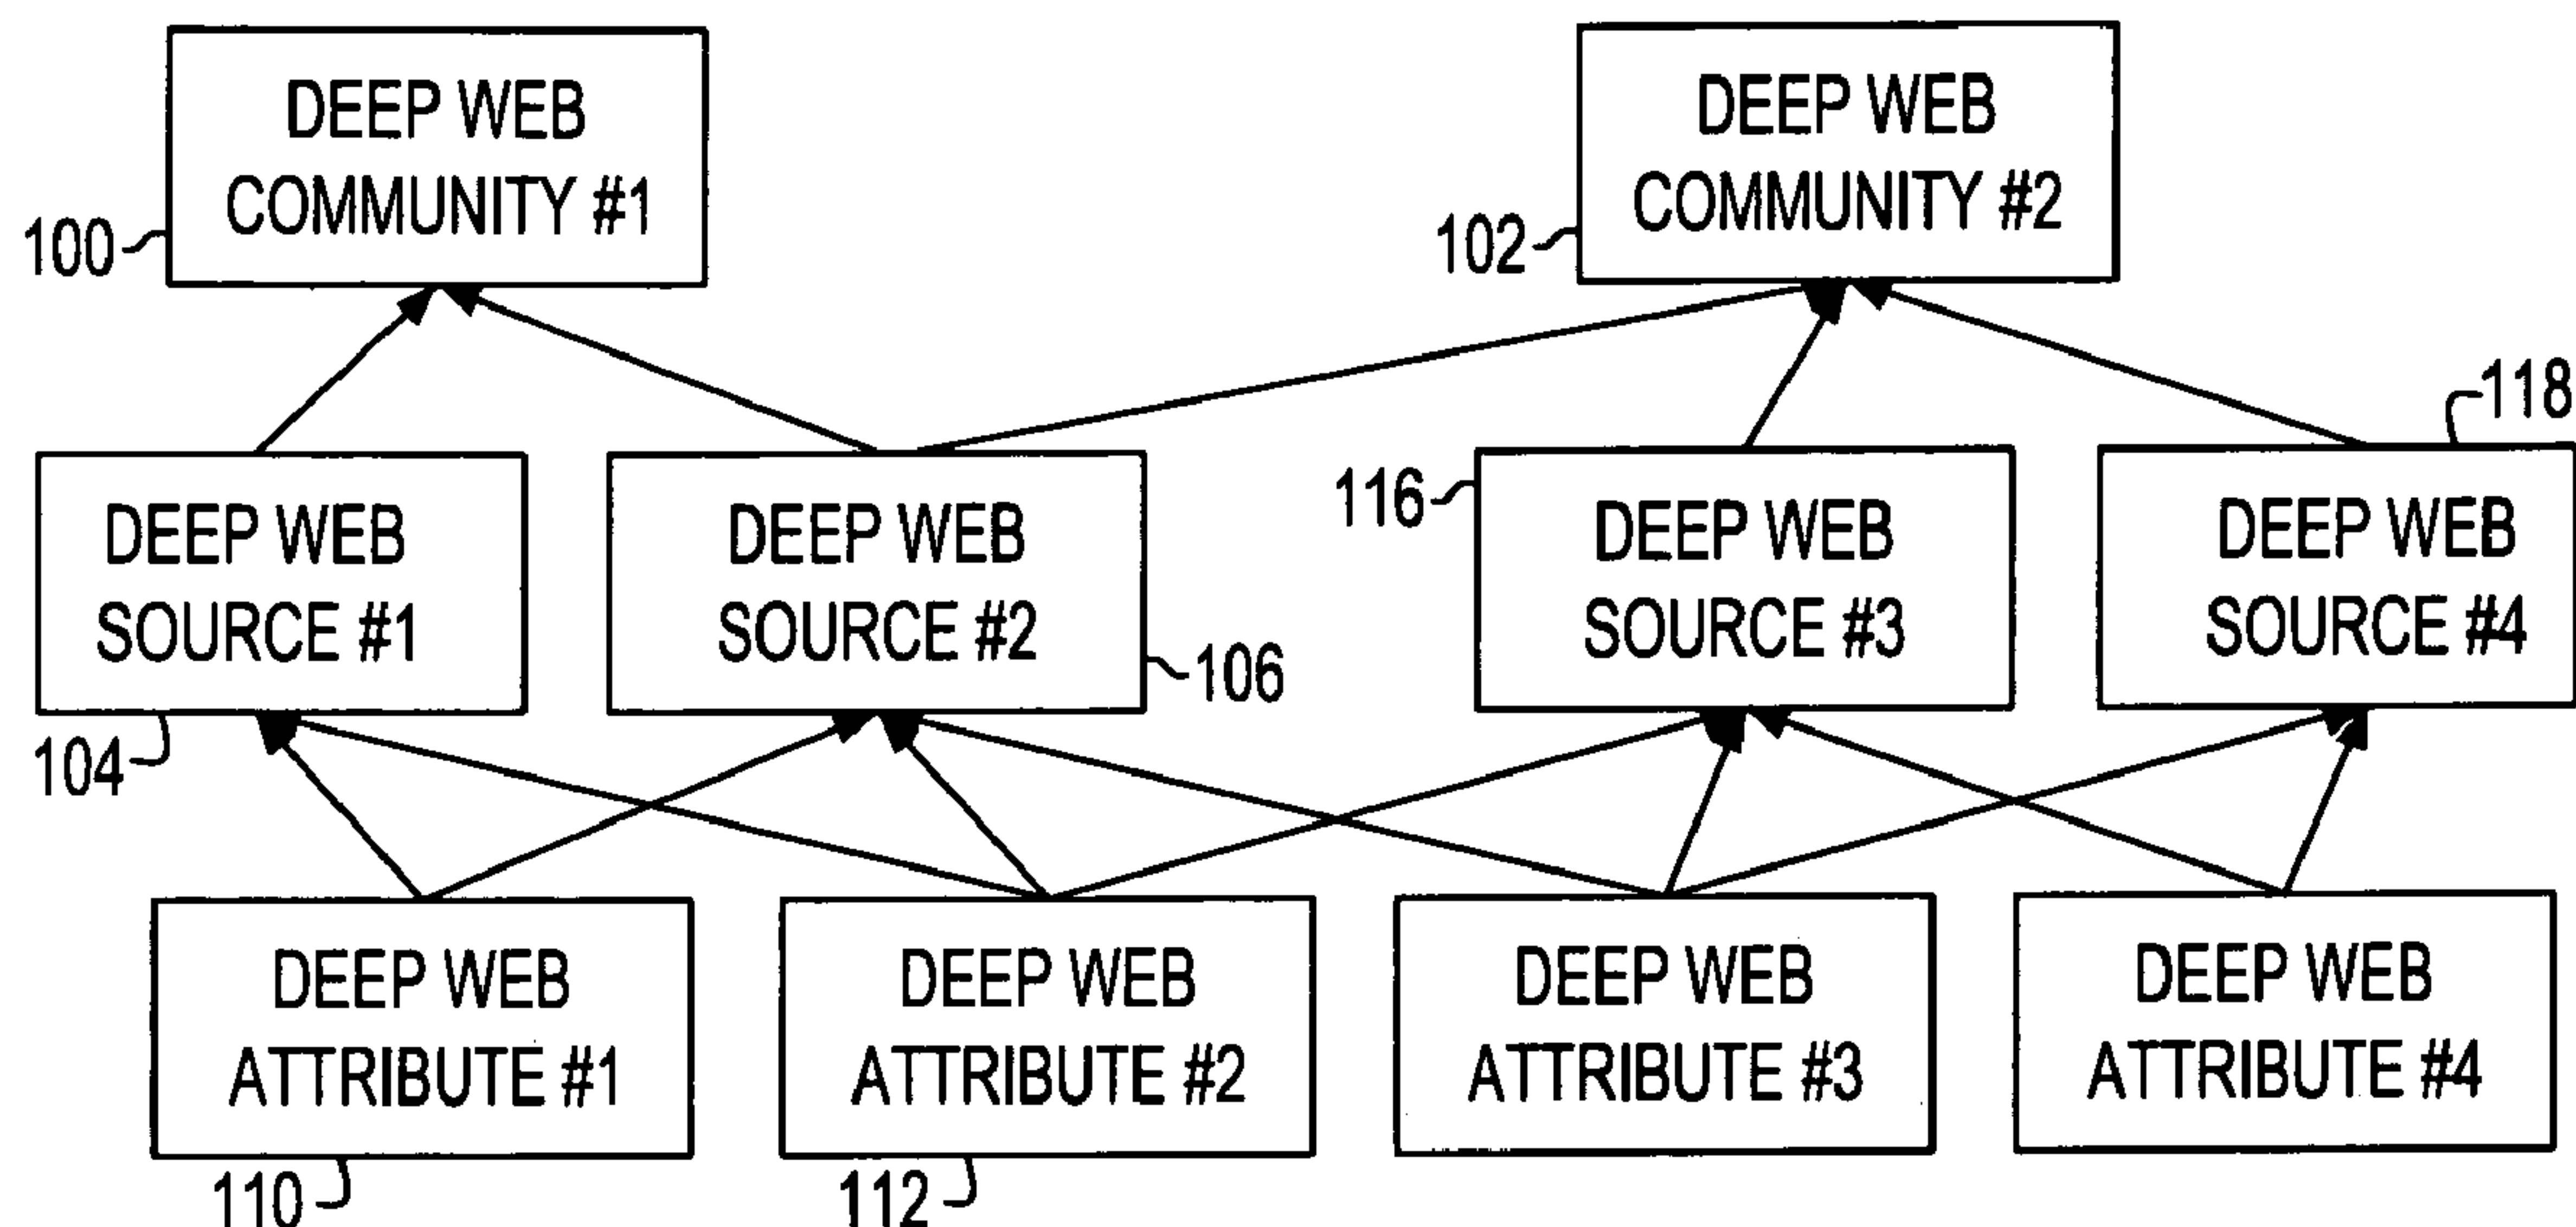 DEEP WEB
COMMUNITY #1
100
DEEP WEB
COMMUNITY #2
102
118
DEEP WEB
SOURCE #1
104
DEEP WEB
SOURCE #2
106
116
DEEP WEB
SOURCE #3
DEEP WEB
SOURCE #4
DEEP WEB
ATTRIBUTE #1
110
DEEP WEB
ATTRIBUTE #2
112
DEEP WEB
ATTRIBUTE #3
DEEP WEB
ATTRIBUTE #4